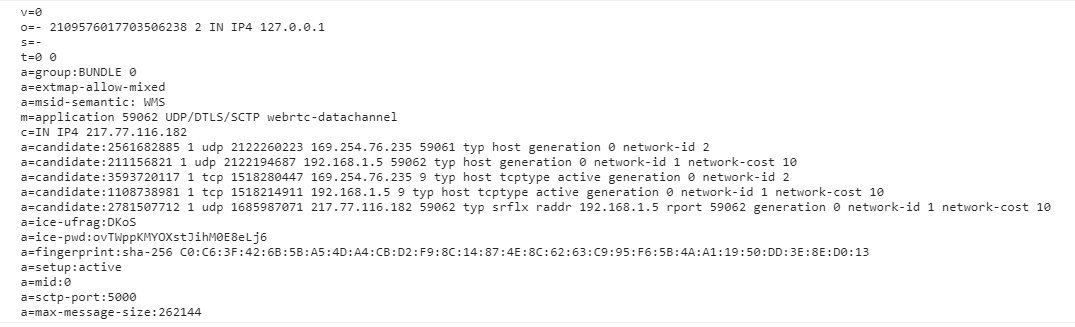 v=0
o=- 2109576017703506238 2 IN IP4 127.0.0.1
s=-
t=0 0
a=group:BUNDLE 0
a=extmap-allow-mixed
a=msid-semantic: WMS
m=application 59062 UDP/DTLS/SCTP webrtc-datachannel
c=IN IP4 217.77.116.182
a=candidate:2561682885 1 udp 2122260223 169.254.76.235 59061 typ host generation 0 network-id 2
a=candidate:211156821 1 udp 2122194687 192.168.1.5 59062 typ host generation 0 network-id 1 network-cost 10
a=candidate:3593720117 1 tcp 1518280447 169.254.76.235 9 typ host tcptype active generation 0 network-id 2
a=candidate:1108738981 1 tcp 1518214911 192.168.1.5 9 typ host tcptype active generation 0 network-id 1 network-cost 10
a=candidate:2781507712 1 udp 1685987071 217.77.116.182 59062 typ srflx raddr 192.168.1.5 rport 59062 generation 0 network-id 1 network-cost 10
a=ice-ufrag:DKoS
a=ice-pwd:ovTWppKMYOXstJihM0E8eLj6
a=fingerprint:sha-256 C0:C6:3F:42:6B:5B:A5:4D:A4:CB:D2:F9:8C:14:87:4E:8C:62:63:C9:95:F6:5B:4A:A1:19:50:DD:3E:8E:D0:13
a=setup:active
a=mid:0
a=sctp-port:5000
a=max-message-size:262144